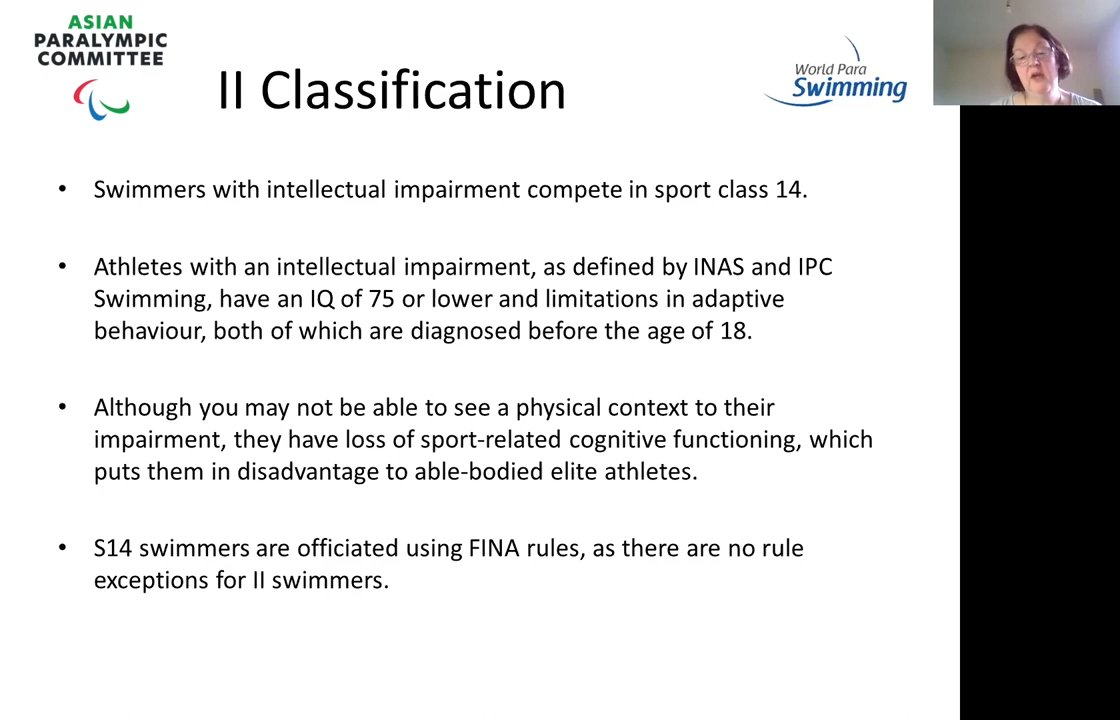 ASIAN
PARALYMPIC
COMMITTEE
II Classification
World Para
Swimming
• Swimmers with intellectual impairment compete in sport class 14.
• Athletes with an intellectual impairment, as defined by INAS and IPC
Swimming, have an IQ of 75 or lower and limitations in adaptive
behaviour, both of which are diagnosed before the age of 18.
• Although you may not be able to see a physical context to their
impairment, they have loss of sport-related cognitive functioning, which
puts them in disadvantage to able-bodied elite athletes.
• S14 swimmers are officiated using FINA rules, as there are no rule
exceptions for II swimmers.